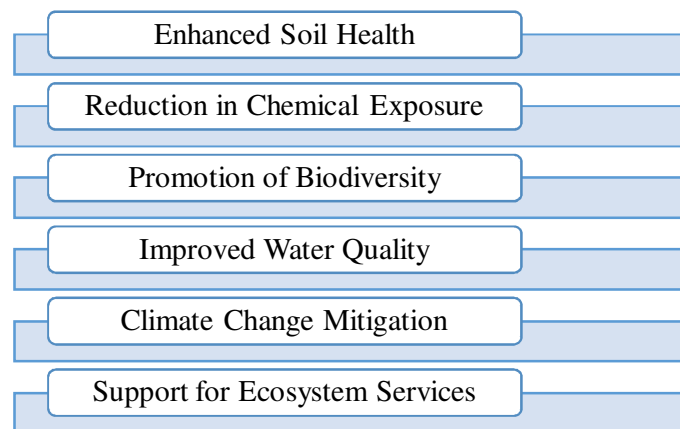 Enhanced Soil Health
Reduction in Chemical Exposure
Promotion of Biodiversity
Improved Water Quality
Climate Change Mitigation
Support for Ecosystem Services